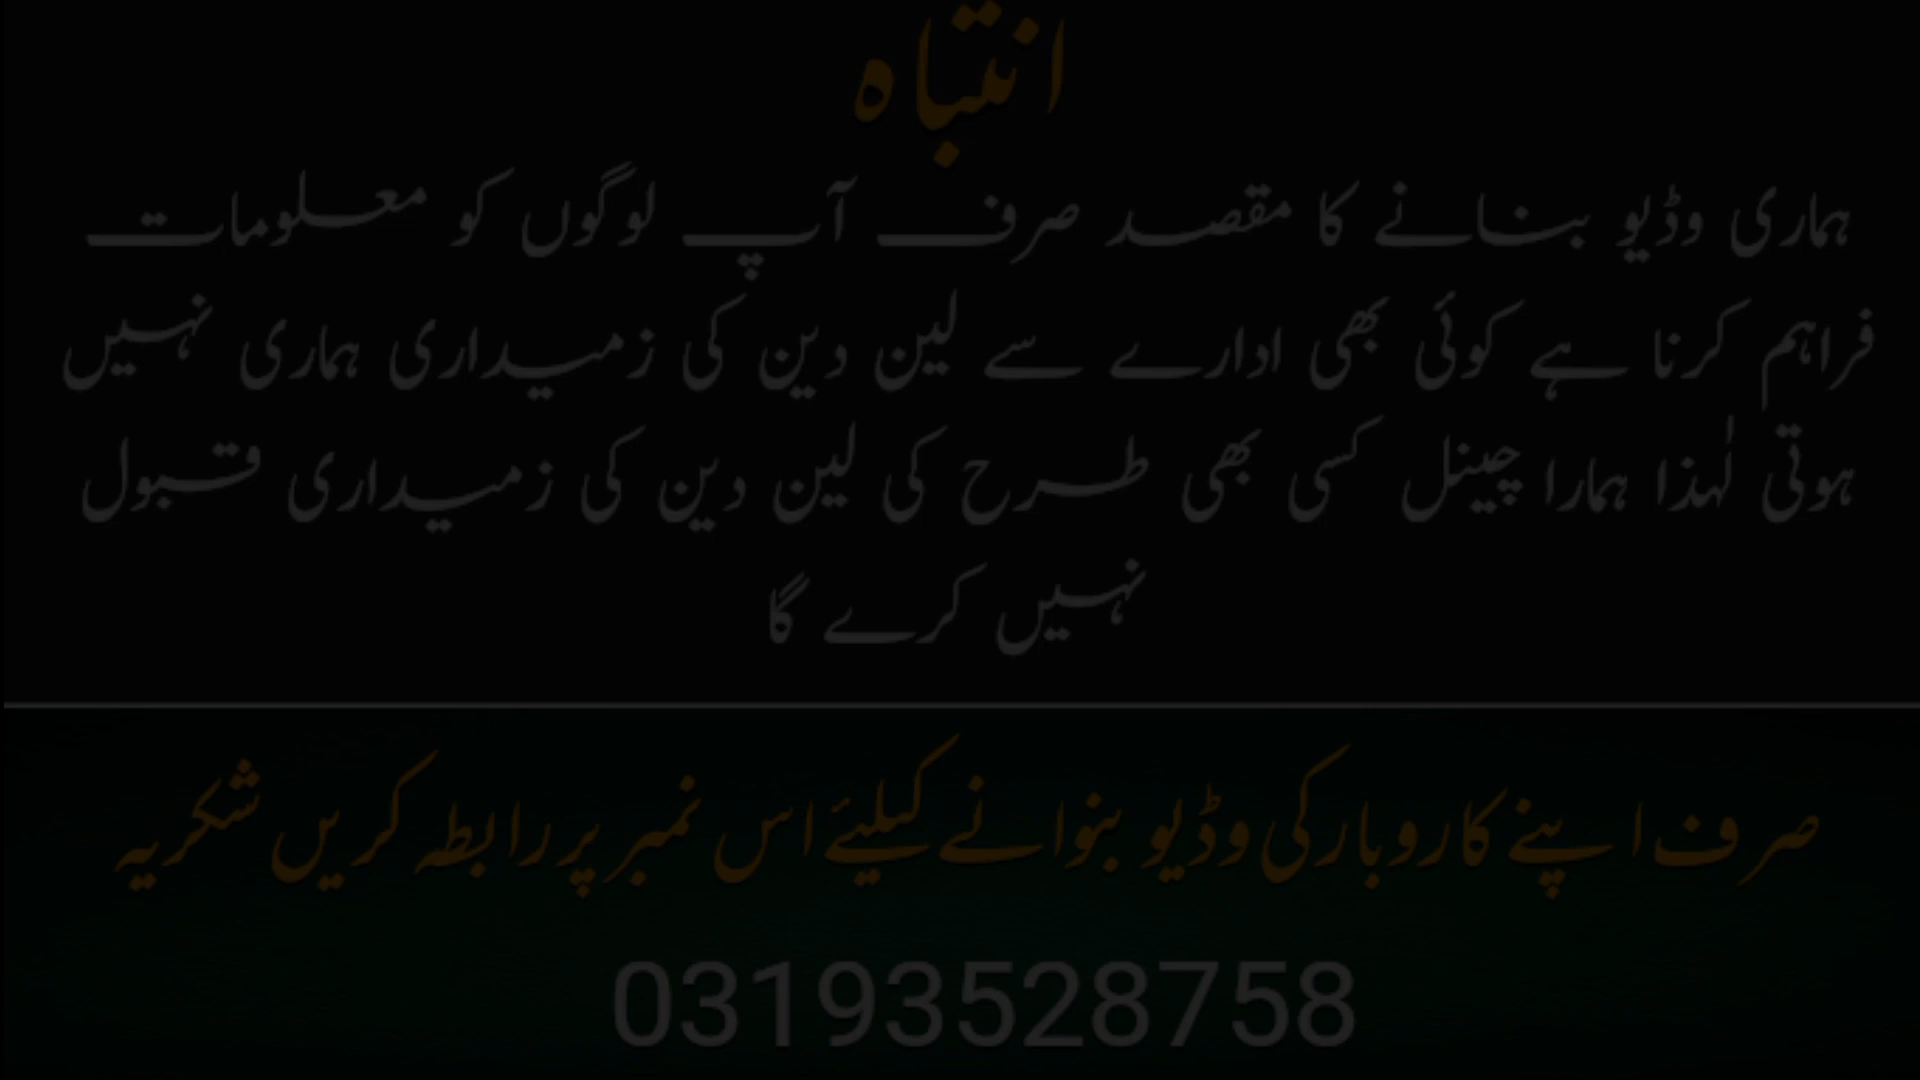 انتباہ
ہماری وڈیو بنانے کا مقصد صرف آپ لوگوں کو معلومات
فراہم کرنا ہے کوئی بھی ادارے سے لین دین کی زمیداری ہماری نہیں
ہوتی لٰہذا ہمارا چینل کسی بھی طرح کی لین دین کی زمیداری قبول
نہیں کرے گا
صرف اپنے کاروبار کی وڈیو بنوانے کیلیئے اس نمبر پر رابطہ کریں شکریہ
03193528758